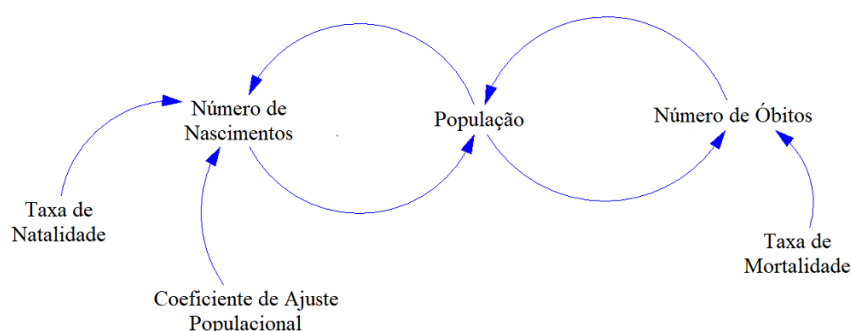 Número de
Nascimentos
População
Número de Óbitos
Taxa de
Natalidade
Taxa de
Mortalidade
Coeficiente de Ajuste
Populacional